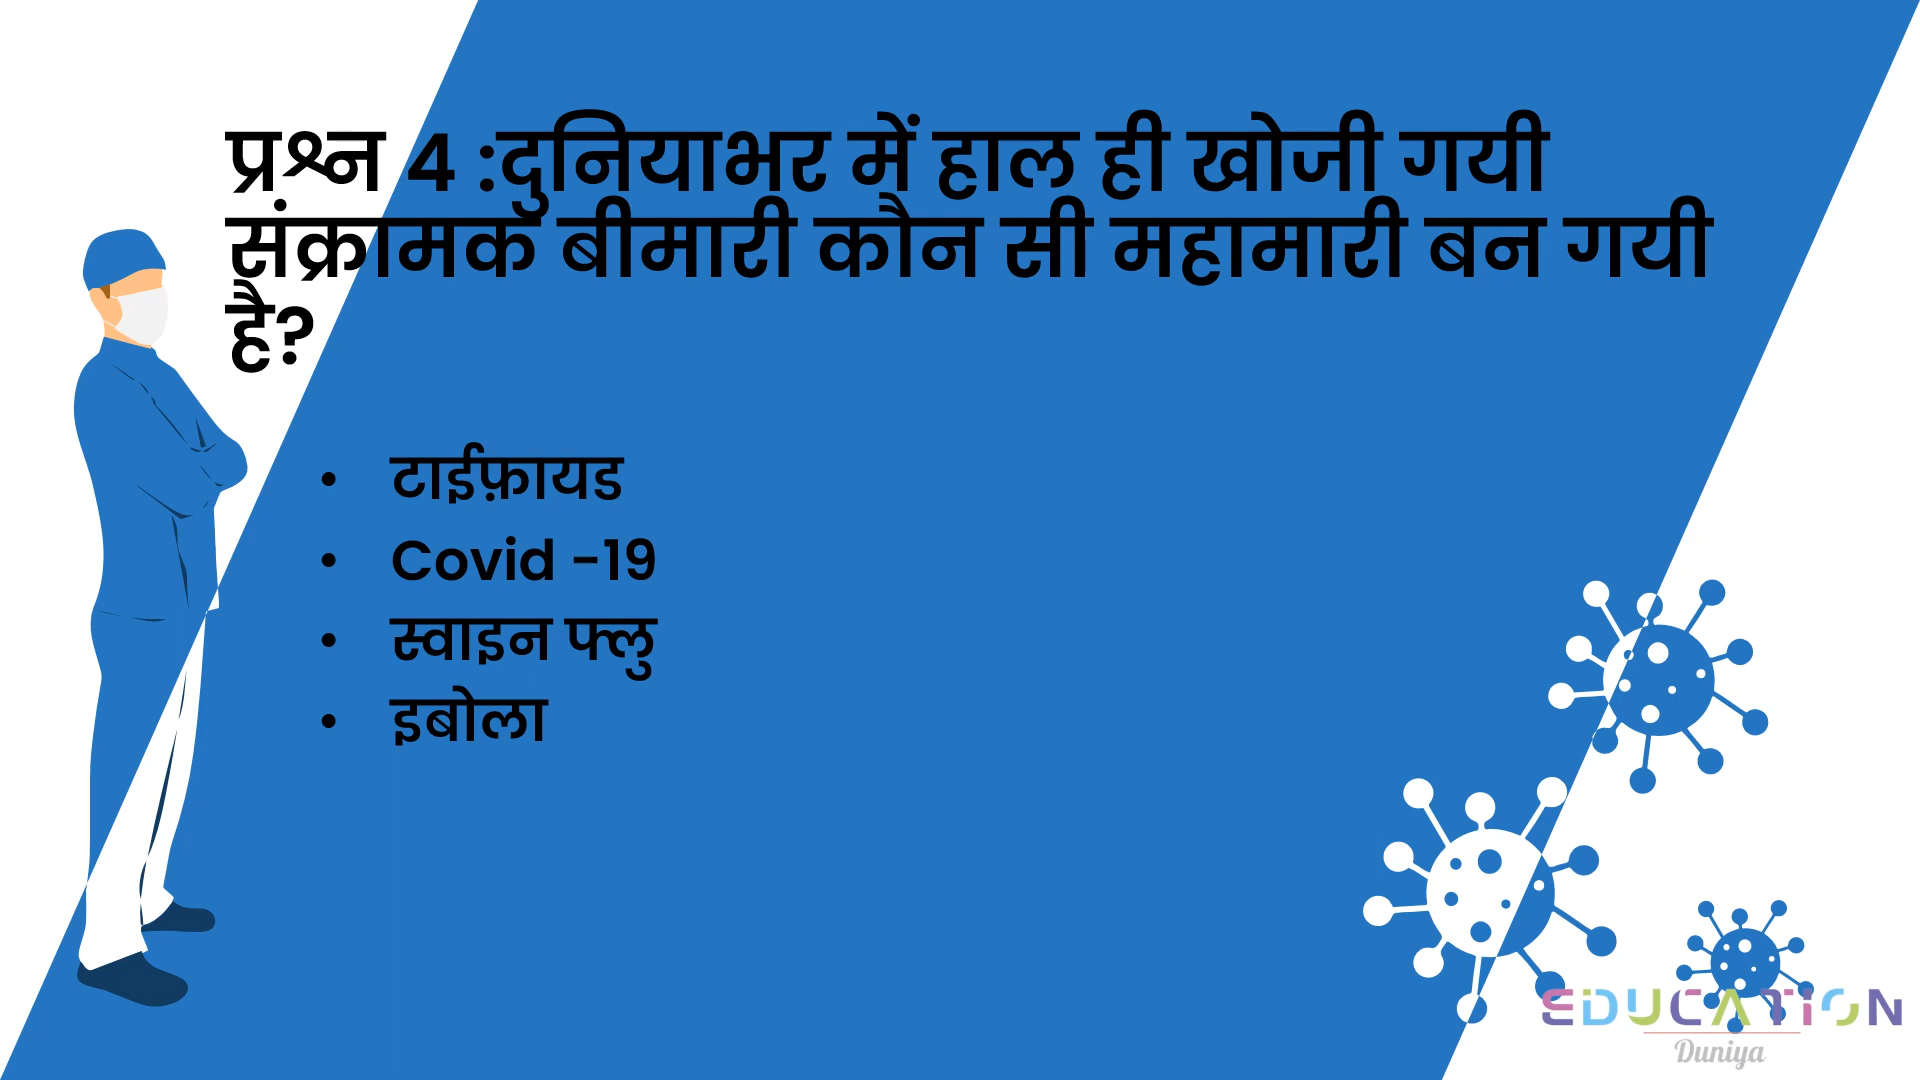 प्रश्न 4 :दुनियाभर में हाल ही खोजी गयी
संक्रामक बीमारी कौन सी महामारी बन गयी
है?
• टाईफ़ायड
• Covid -19
• स्वाइन फ्लु
• इबोला
EDUCATION
Duniya